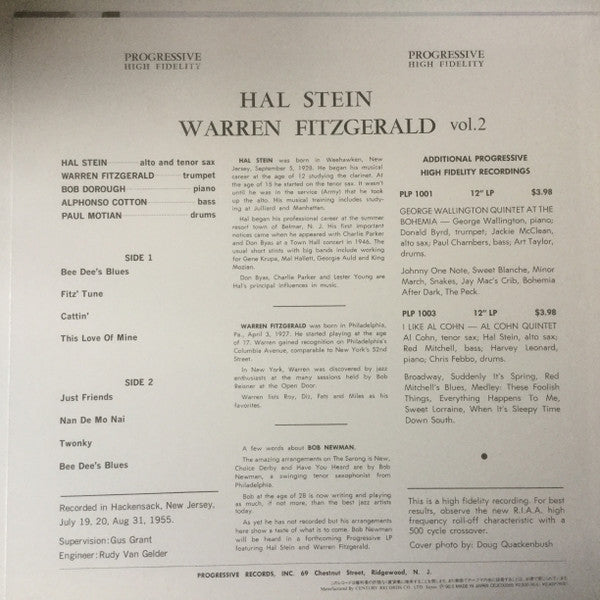 PROGRESSIVE
HIGH FIDELITY
PROGRESSIVE
HIGH FIDELITY
HAL STEIN
WARREN FITZGERALD vol.2
HAL STEIN alto and tenor sax
WARREN FITZGERALD trumpet
BOB DOROUGH piano
ALPHONSO COTTON bass
PAUL MOTIAN drums
SIDE 1
Bee Dee's Blues
Fitz' Tune
Cattin'
This Love Of Mine
SIDE 2
Just Friends
Nan De Mo Nai
Twonky
Bee Dee's Blues
Recorded in Hackensack, New Jersey,
July 19, 20, Aug 31, 1955.
Supervision: Gus Grant
Engineer: Rudy Van Gelder
HAL STEIN was born in Weehawken, New
Jersey, September 5, 1928. He began his musical
career at the age of 12 studying the clarinet. At
the age of 18 he started on the tenor sax. It wasn't
until he was in the service (Army) that he took
up the alto. His musical training includes study-
ing at Juilliard and Manhattan.
Hal began his professional career at the summer
resort town of Belmar, N. J. His first important
notices came when he appeared with Charlie Parker
and Don Byas at a Town Hall concert in 1946. The
usual short stints with big bands include working
for Gene Krupa, Mal Hallett, Georgie Auld and King
Mozian.
Don Byas, Charlie Parker and Lester Young are
Hal's principal influences in music.
WARREN FITZGERALD was born in Philadelphia,
Pa., April 3, 1927. He started playing at the age
of 17. Warren gained recognition on Philadelphia's
Columbia Avenue, comparable to New York's 52nd
Street.
In New York, Warren was discovered by jazz
enthusiasts at the many sessions held by Bob
Reisner at the Open Door.
Warren lists Roy, Diz, Fats and Miles as his
favorites.
A few words about BOB NEWMAN.
The amazing arrangements on The Sarong is New,
Choice Derby and Have You Heard are by Bob
Newman, a swinging tenor saxophonist from
Philadelphia.
Bob at the age of 28 is now writing and playing
as much, if not more, than the best jazz artists
today.
As yet he has not recorded but his arrangements
here show a taste of what is to come. Bob Newman
will be heard in a forthcoming Progressive LP
featuring Hal Stein and Warren Fitzgerald.
ADDITIONAL PROGRESSIVE
HIGH FIDELITY RECORDINGS
PLP 1001 12" LP $3.98
GEORGE WALLINGTON QUINTET AT THE
BOHEMIA — George Wallington, piano;
Donald Byrd, trumpet; Jackie McClean,
alto sax; Paul Chambers, bass; Art Taylor,
drums.
Johnny One Note, Sweet Blanche, Minor
March, Snakes, Jay Mac's Crib, Bohemia
After Dark, The Peck.
PLP 1003 12" LP $3.98
I LIKE AL COHN — AL COHN QUINTET
Al Cohn, tenor sax; Hal Stein, alto sax;
Red Mitchell, bass; Harvey Leonard,
piano; Chris Febbo, drums.
Broadway, Suddenly It's Spring, Red
Mitchell's Blues, Medley: These Foolish
Things, Everything Happens To Me,
Sweet Lorraine, When It's Sleepy Time
Down South.
This is a high fidelity recording. For best
results, observe the new R.I.A.A. high
frequency roll-off characteristic with a
500 cycle crossover.
Cover photo by: Doug Quackenbush
PROGRESSIVE RECORDS, INC. 69 Chestnut Street, Ridgewood, N. J.